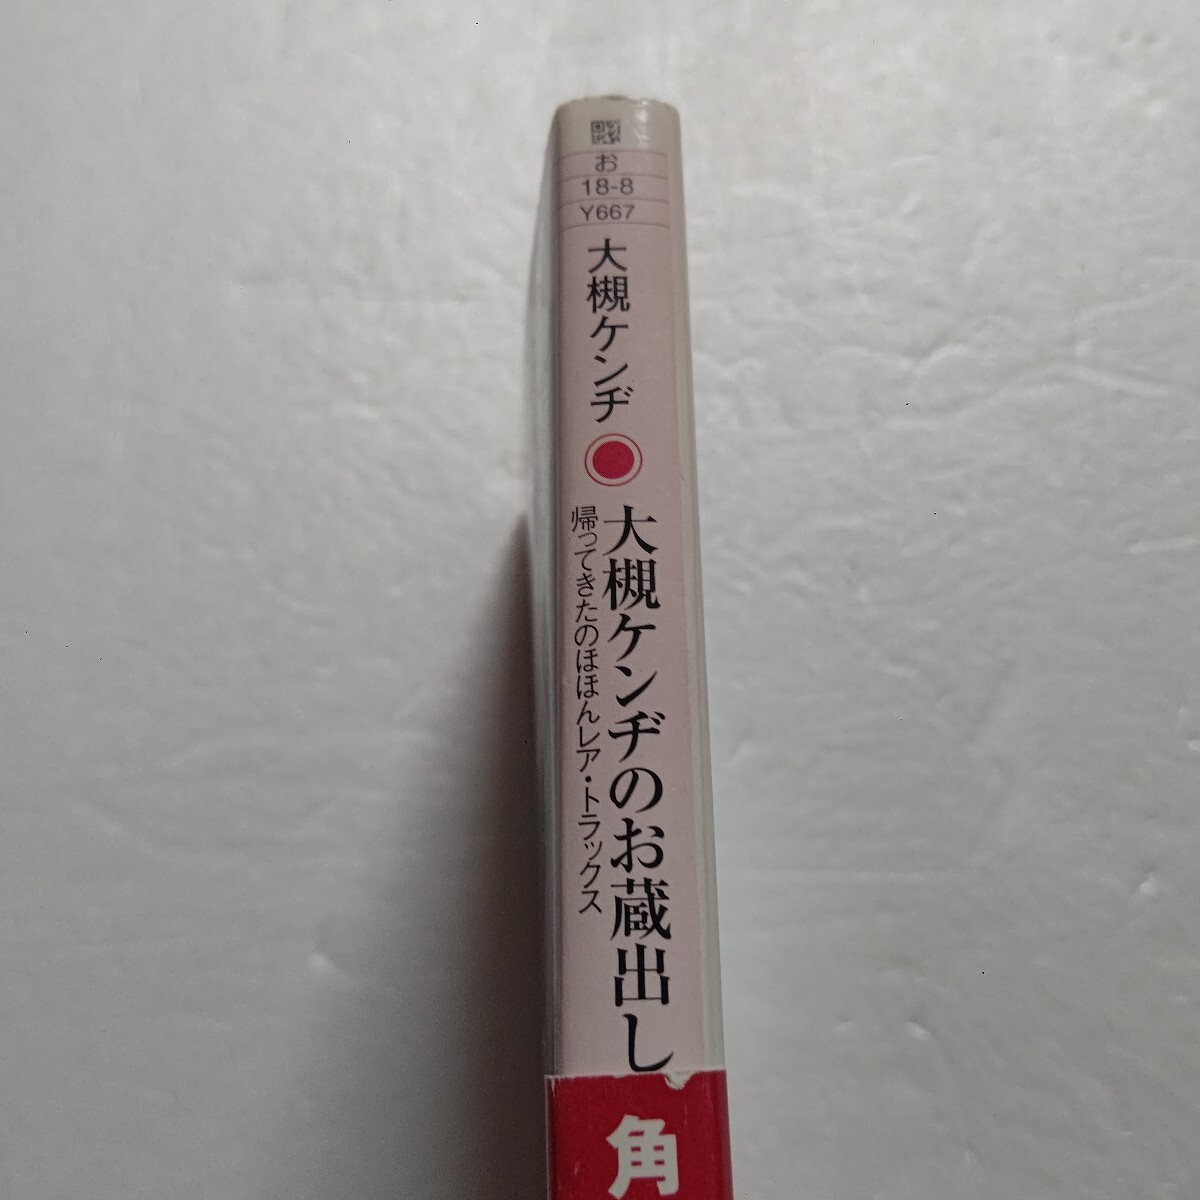 お
18-8
Y667
大槻ケンヂ
大槻ケンヂのお蔵出し
帰ってきたのほほんレア・トラックス
角